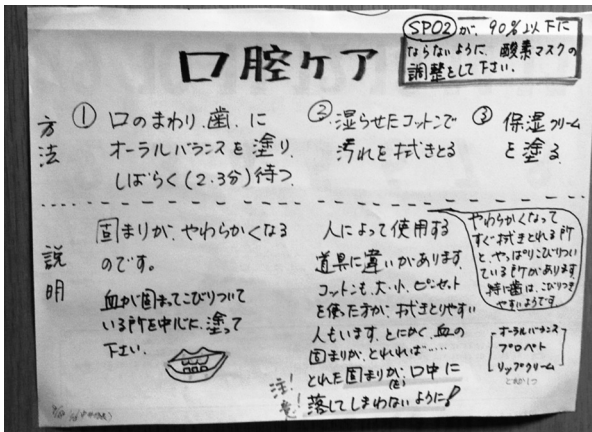 口腔ケア
SPO2が、90%以下に
ならないように、酸素マスクの
調整をして下さい.
方法
① 口のまわり、歯、に
オーラルバランスを塗り、
しばらく(2.3分)待つ.
② 湿らせたコットンで
汚れを拭きとる
③ 保湿クリーム
を塗る.
説明
固まりが、やわらかくなる
のです。
血が固まってこびりついて
いる所を中心に、塗って
下さい.
人によって使用する
道具に違いがあります.
コットンも、大・小、ピンセット
を使った方が、拭きとりやすい
人もいます、とにかく、血の
固まりが、とれれば……
とれた固まりが、口中に
落してしまわないように!
注!
意!
やわらかくなって
すぐ拭きとれる所
と、やっぱりこびりつい
ている所があります
特に歯は、こびりつき
やすいようです.
オーラルバランス
プロペト
リップクリーム